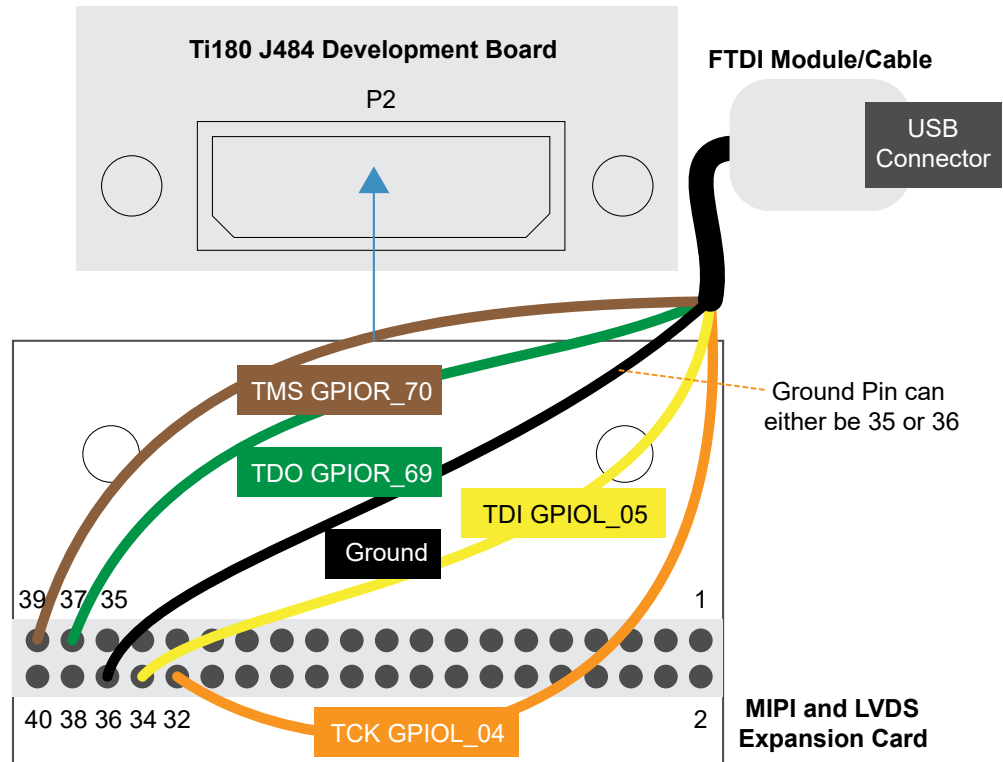 Ti180 J484 Development Board
P2
FTDI Module/Cable
USB
Connector
TMS GPIOR_70
Ground Pin can
either be 35 or 36
TDO GPIOR_69
TDI GPIOL_05
Ground
39 37 35 1
40 38 36 34 32 2
TCK GPIOL_04
MIPI and LVDS
Expansion Card